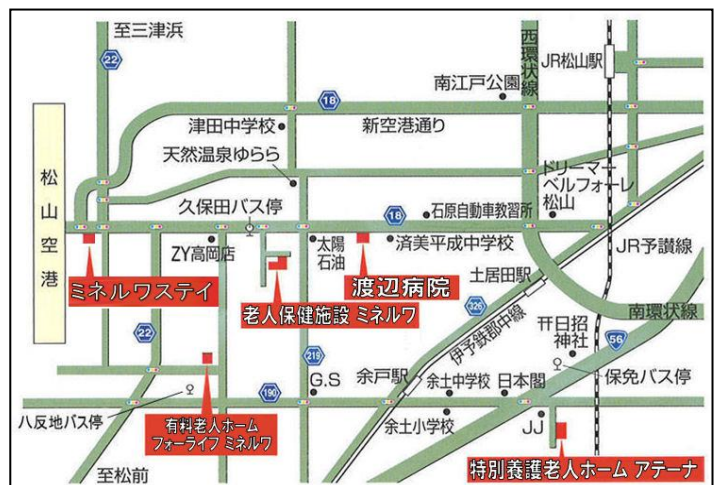 至三津浜
22
西環状線
JR松山駅
南江戸公園
18
新空港通り
津田中学校
天然温泉ゆらら
松山空港
久保田バス停
18
石原自動車教習所
ドリーマー
ベルフォーレ
松山
ZY高岡店
太陽
石油
済美平成中学校
JR予讃線
ミネルワステイ
老人保健施設 ミネルワ
渡辺病院
土居田駅
326
伊予鉄郡中線
南環状線
22
219
日招
神社
56
余戸駅
G.S
190
余土中学校
日本閣
保免バス停
八反地バス停
有料老人ホーム
フォーライフ ミネルワ
余土小学校
JJ
至松前
特別養護老人ホーム アテーナ